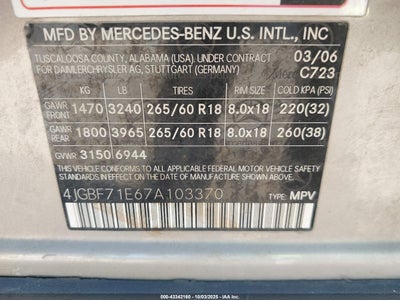 MFD BY MERCEDES-BENZ U.S. INTL., INC
TUSCALOOSA COUNTY, ALABAMA (USA). UNDER CONTRACT 03/06
FOR DAIMLERCHRYSLER AG, STUTTGART (GERMANY) C723
KG LB TIRES RIM SIZE COLD KPA (PSI)
GAWR FRONT 1470 3240 265/60 R18 8.0x18 220(32)
GAWR REAR 1800 3965 265/60 R18 8.0x18 260(38)
GVWR 3150 6944
THIS VEHICLE CONFORMS TO ALL APPLICABLE FEDERAL MOTOR VEHICLE SAFETY
STANDARDS IN EFFECT ON THE DATE OF MANUFACTURE SHOWN ABOVE.
4JGBF71E67A103370 TYPE: MPV
000-43342160 - 10/03/2025 - IAA Inc.